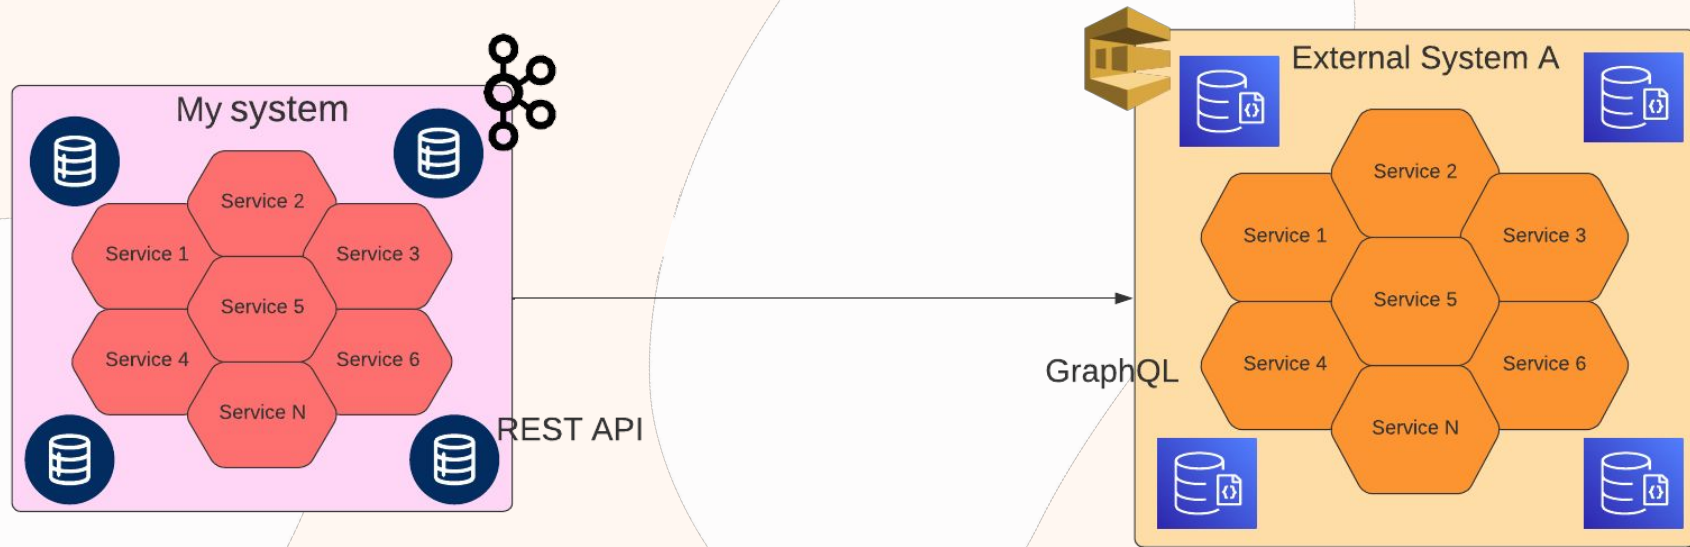 My system
Service 2
Service 1
Service 3
Service 5
Service 4
Service 6
Service N
REST API
GraphQL
External System A
Service 2
Service 1
Service 3
Service 5
Service 4
Service 6
Service N